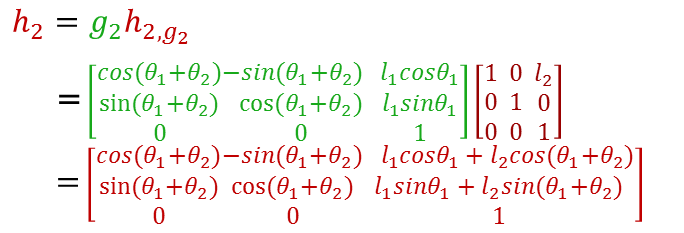 h₂ = g₂h₂,g₂
= [cos(θ₁+θ₂) −sin(θ₁+θ₂) l₁cosθ₁] [1 0 l₂]
sin(θ₁+θ₂) cos(θ₁+θ₂) l₁sinθ₁ 0 1 0
0 0 1 0 0 1
= [cos(θ₁+θ₂) −sin(θ₁+θ₂) l₁cosθ₁ + l₂cos(θ₁+θ₂)]
sin(θ₁+θ₂) cos(θ₁+θ₂) l₁sinθ₁ + l₂sin(θ₁+θ₂)
0 0 1